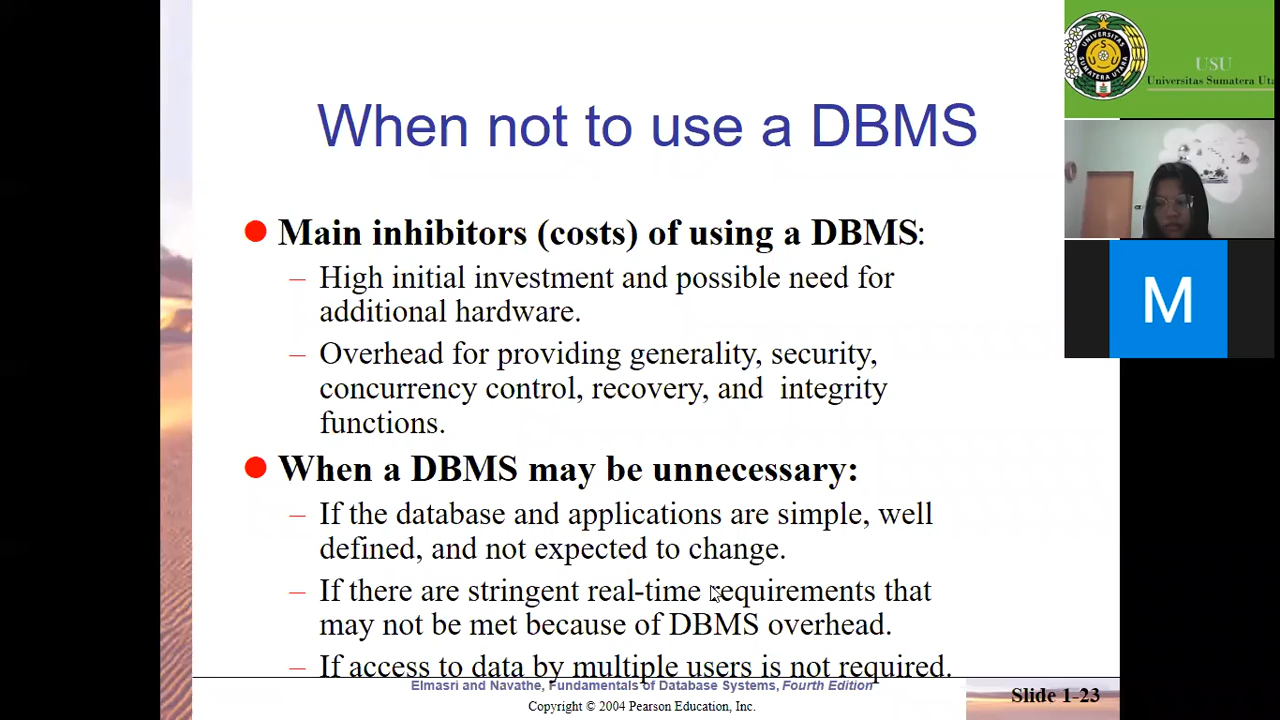 When not to use a DBMS
Main inhibitors (costs) of using a DBMS:
– High initial investment and possible need for
additional hardware.
– Overhead for providing generality, security,
concurrency control, recovery, and integrity
functions.
When a DBMS may be unnecessary:
– If the database and applications are simple, well
defined, and not expected to change.
– If there are stringent real-time requirements that
may not be met because of DBMS overhead.
– If access to data by multiple users is not required.
Elmasri and Navathe, Fundamentals of Database Systems, Fourth Edition
Copyright © 2004 Pearson Education, Inc.
Slide 1-23
UNIVERSITAS
SUMATERA UTARA
USU
Universitas Sumatera Uta
M